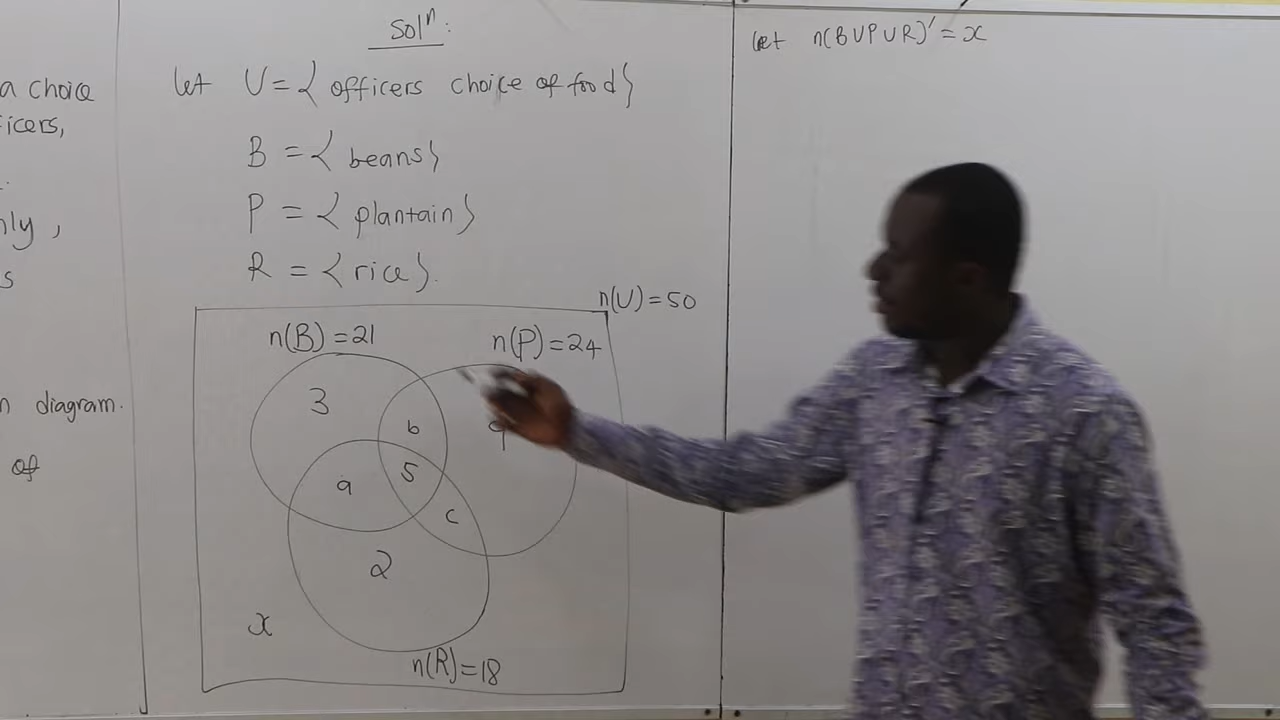 a choice
icers,
nly,
s
n diagram.
of
Solⁿ:
let U = { officers choice of food }
B = { beans }
P = { plantain }
R = { rice }.
n(U) = 50
n(B) = 21
n(P) = 24
3
b
9
5
a
c
2
x
n(R) = 18
let n(B∪P∪R)' = x